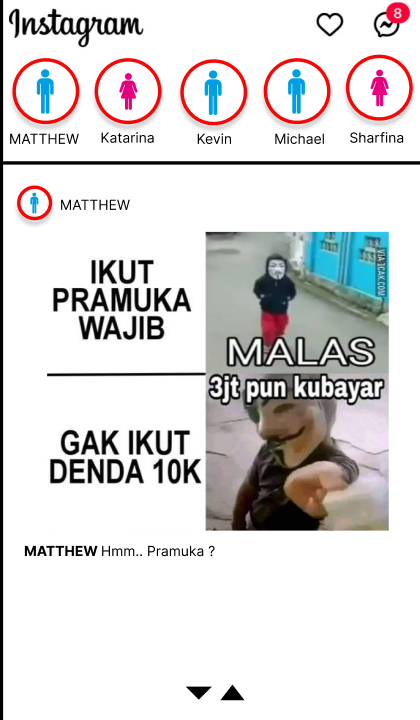 Instagram
8
MATTHEW
Katarina
Kevin
Michael
Sharfina
MATTHEW
IKUT
PRAMUKA
WAJIB
VIA 1CAK.COM
MALAS
3jt pun kubayar
GAK IKUT
DENDA 10K
MATTHEW Hmm.. Pramuka ?